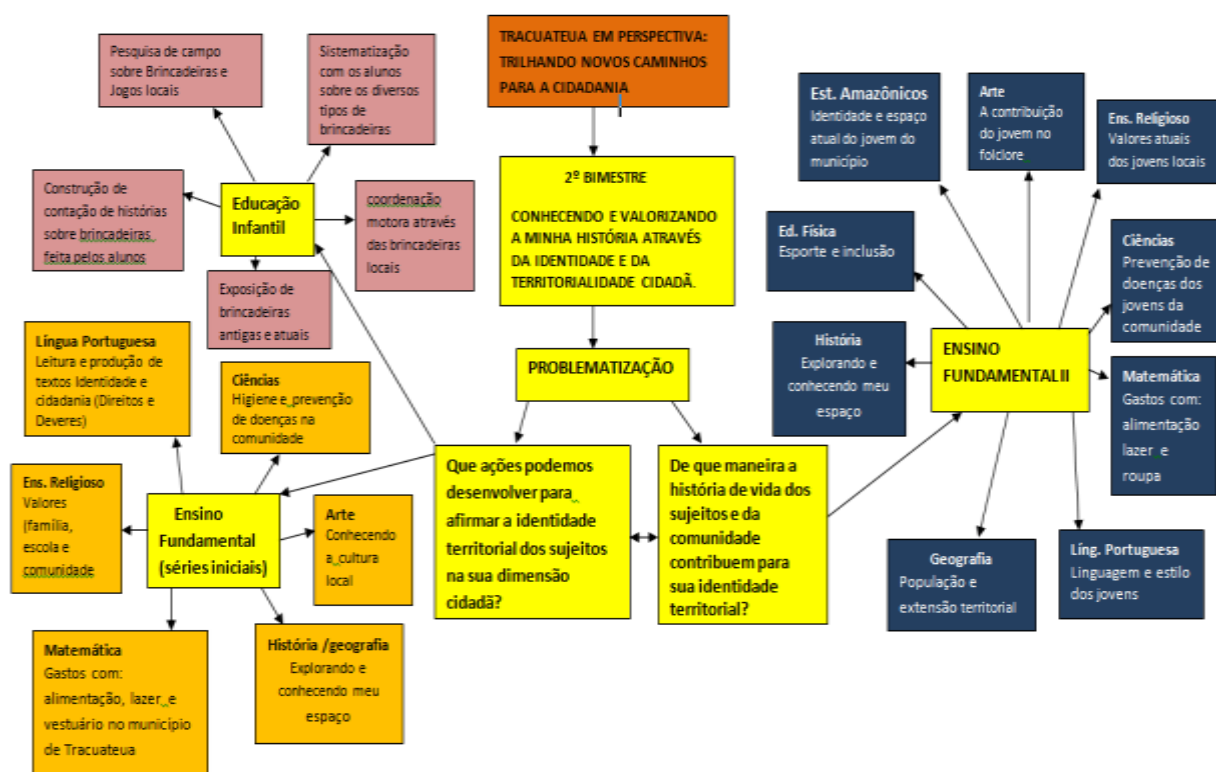 TRACUATEUA EM PERSPECTIVA:
TRILHANDO NOVOS CAMINHOS
PARA A CIDADANIA
2º BIMESTRE
CONHECENDO E VALORIZANDO
A MINHA HISTÓRIA ATRAVÉS
DA IDENTIDADE E DA
TERRITORIALIDADE CIDADÃ.
PROBLEMATIZAÇÃO
Que ações podemos
desenvolver para
afirmar a identidade
territorial dos sujeitos
na sua dimensão
cidadã?
De que maneira a
história de vida dos
sujeitos e da
comunidade
contribuem para
sua identidade
territorial?
Pesquisa de campo
sobre Brincadeiras e
Jogos locais
Sistematização
com os alunos
sobre os diversos
tipos de
brincadeiras
Construção de
contação de histórias
sobre brincadeiras
feita pelos alunos
Educação
Infantil
coordenação
motora através
das brincadeiras
locais
Exposição de
brincadeiras
antigas e atuais
Língua Portuguesa
Leitura e produção de
textos Identidade e
cidadania (Direitos e
Deveres)
Ciências
Higiene e prevenção
de doenças na
comunidade
Ens. Religioso
Valores
(família,
escola e
comunidade
Ensino
Fundamental
(séries iniciais)
Arte
Conhecendo
a cultura
local
Matemática
Gastos com:
alimentação, lazer e
vestuário no município
de Tracuateua
História /geografia
Explorando e
conhecendo meu
espaço
Est. Amazônicos
Identidade e espaço
atual do jovem do
município
Arte
A contribuição
do jovem no
folclore
Ens. Religioso
Valores atuais
dos jovens locais
Ed. Física
Esporte e inclusão
Ciências
Prevenção de
doenças dos
jovens da
comunidade
História
Explorando e
conhecendo meu
espaço
ENSINO
FUNDAMENTAL II
Matemática
Gastos com:
alimentação
lazer e
roupa
Geografia
População e
extensão territorial
Líng. Portuguesa
Linguagem e estilo
dos jovens